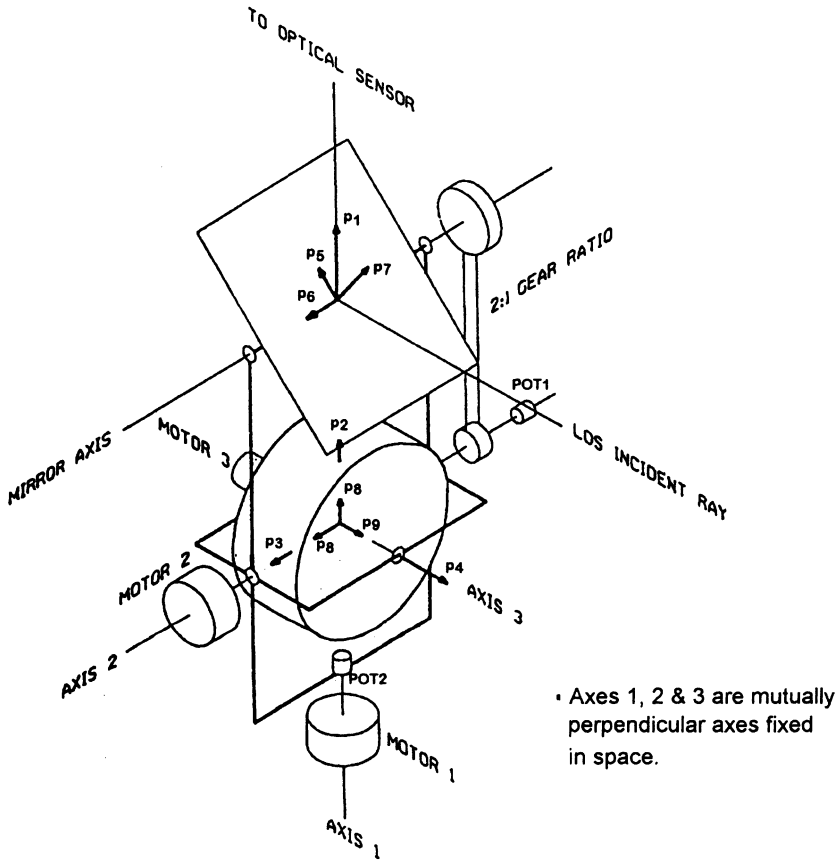 TO OPTICAL SENSOR
P1
P5
P7
P6
2:1 GEAR RATIO
POT1
MIRROR AXIS
MOTOR 3
P2
LOS INCIDENT RAY
P8
P9
P8
P3
P4
MOTOR 2
AXIS 3
AXIS 2
POT2
MOTOR 1
AXIS 1
▪ Axes 1, 2 & 3 are mutually
perpendicular axes fixed
in space.